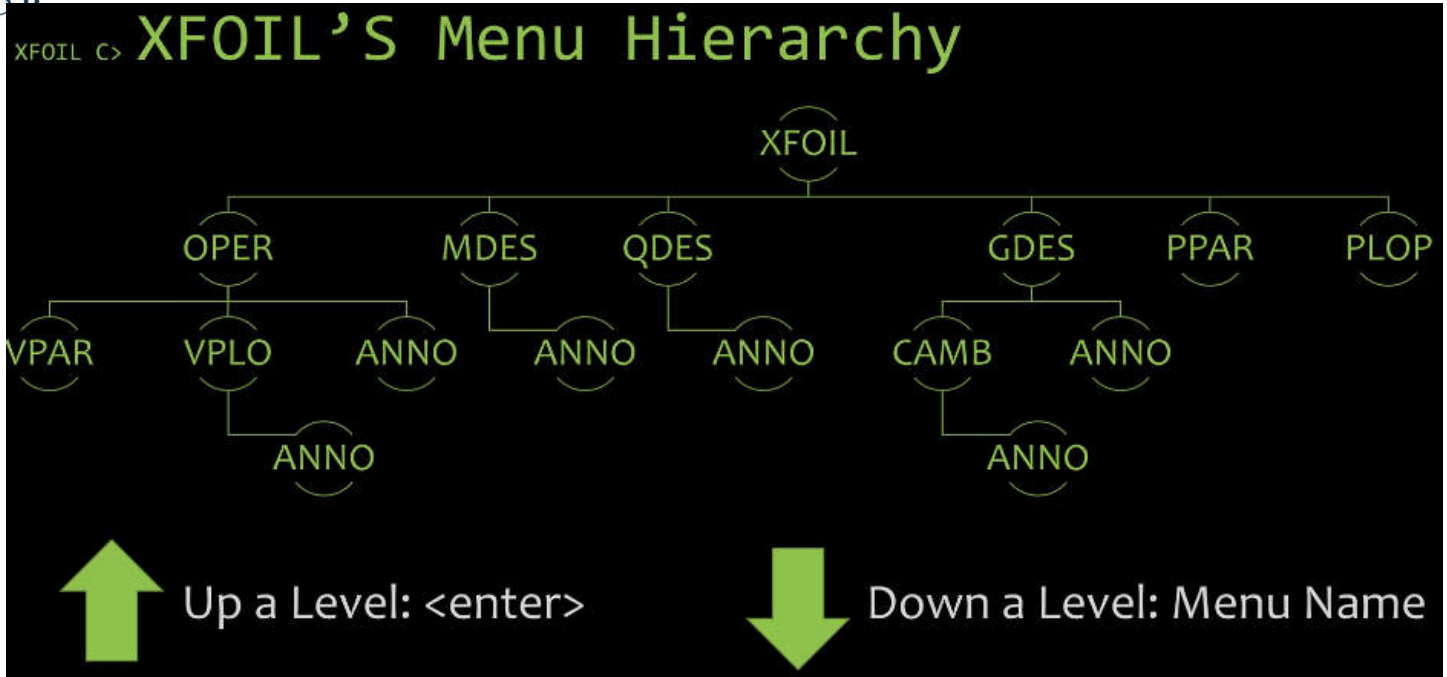 XFOIL C> XFOIL’S Menu Hierarchy
XFOIL
OPER MDES QDES GDES PPAR PLOP
VPAR VPLO ANNO ANNO ANNO CAMB ANNO
ANNO ANNO
Up a Level: <enter> Down a Level: Menu Name